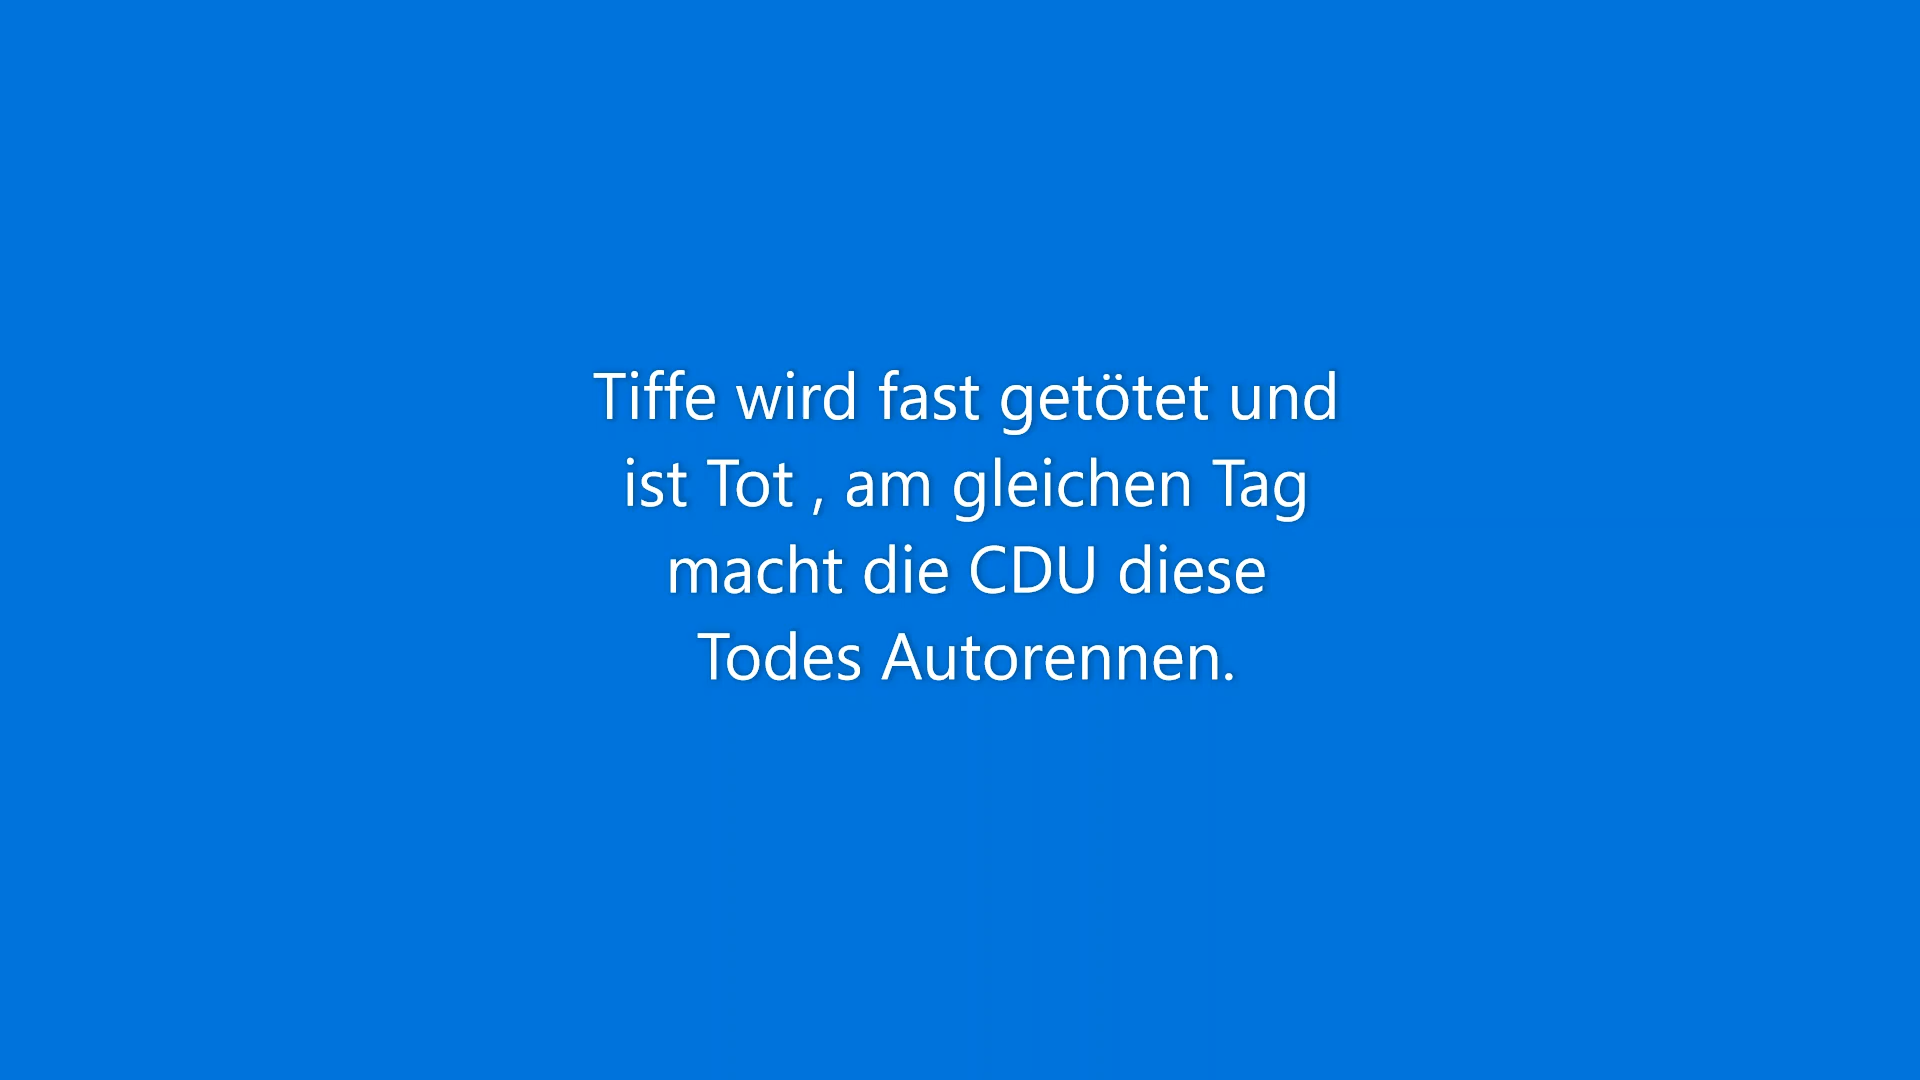 Tiffe wird fast getötet und
ist Tot , am gleichen Tag
macht die CDU diese
Todes Autorennen.